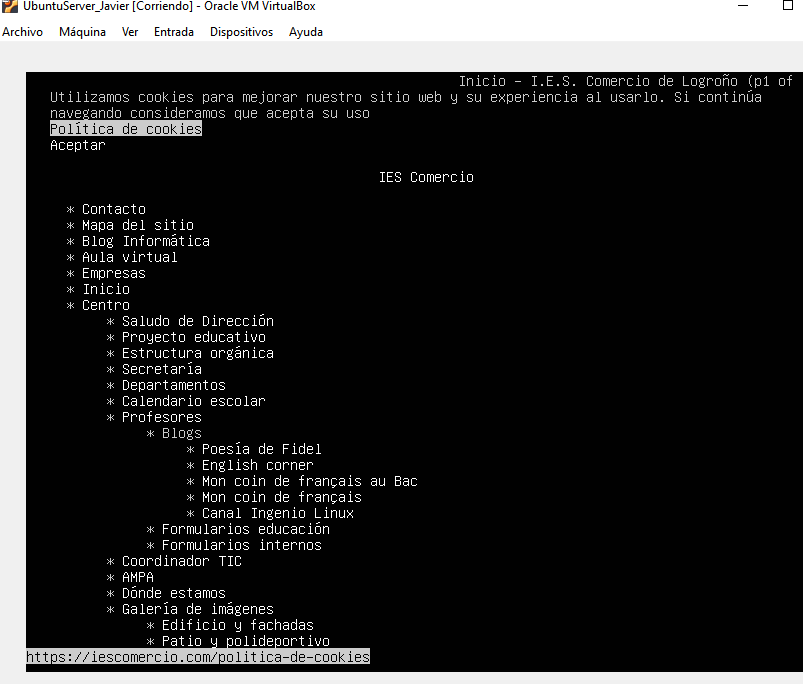 UbuntuServer_Javier [Corriendo] - Oracle VM VirtualBox
Archivo Máquina Ver Entrada Dispositivos Ayuda
Inicio - I.E.S. Comercio de Logroño (p1 of
Utilizamos cookies para mejorar nuestro sitio web y su experiencia al usarlo. Si continúa
navegando consideramos que acepta su uso
Política de cookies
Aceptar
IES Comercio
* Contacto
* Mapa del sitio
* Blog Informática
* Aula virtual
* Empresas
* Inicio
* Centro
* Saludo de Dirección
* Proyecto educativo
* Estructura orgánica
* Secretaría
* Departamentos
* Calendario escolar
* Profesores
* Blogs
* Poesía de Fidel
* English corner
* Mon coin de français au Bac
* Mon coin de français
* Canal Ingenio Linux
* Formularios educación
* Formularios internos
* Coordinador TIC
* AMPA
* Dónde estamos
* Galería de imágenes
* Edificio y fachadas
* Patio y polideportivo
https://iescomercio.com/politica-de-cookies